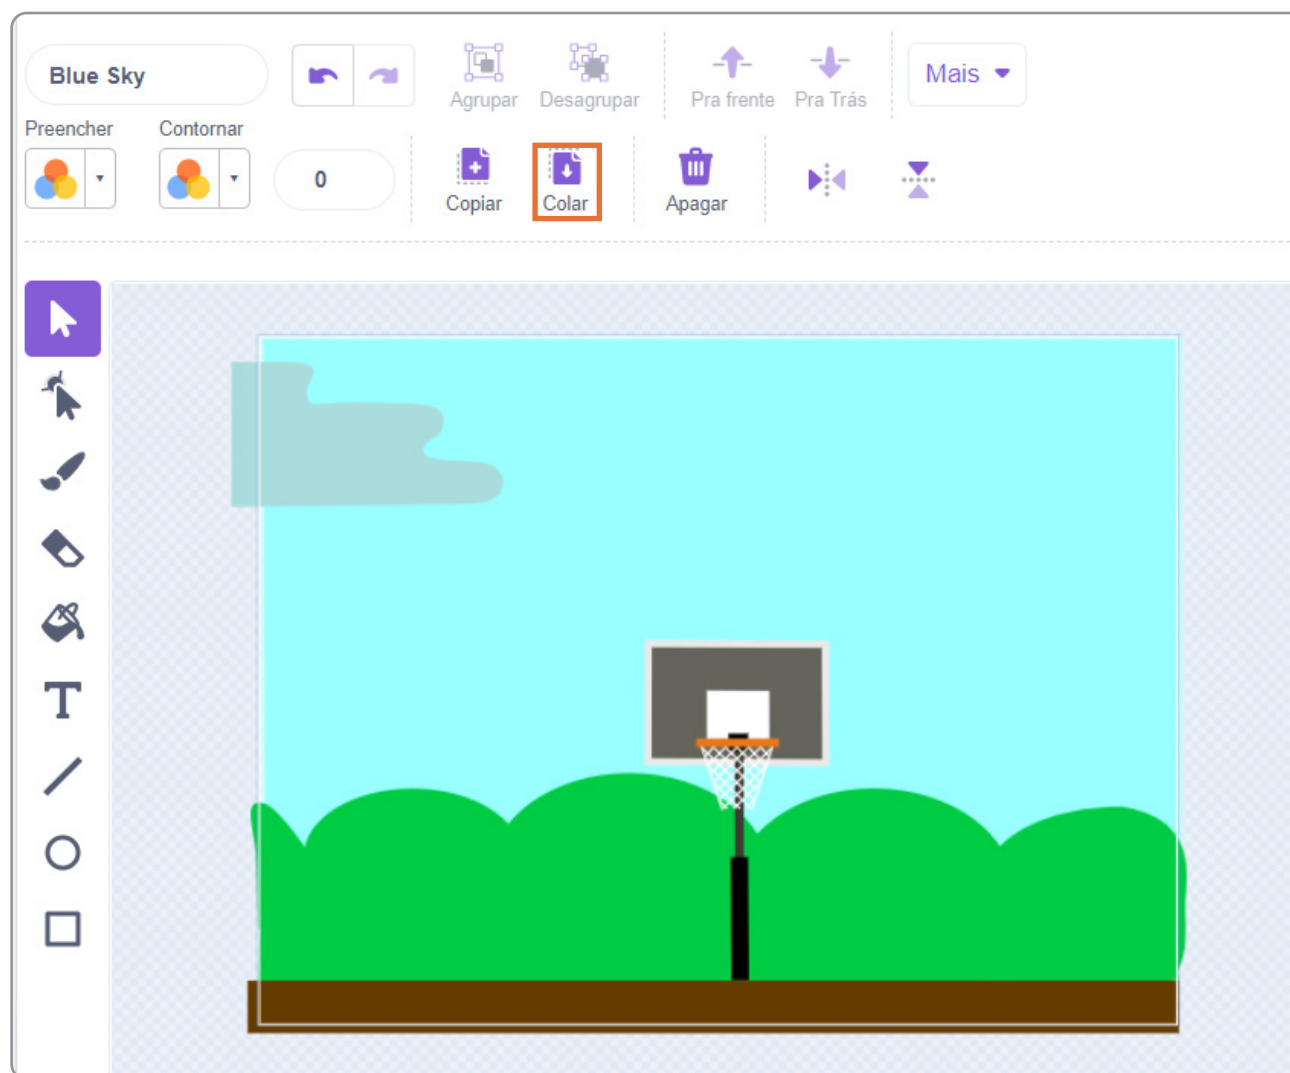 Blue Sky
Agrupar
Desagrupar
Pra frente
Pra Trás
Mais
Preencher
Contornar
0
Copiar
Colar
Apagar
T